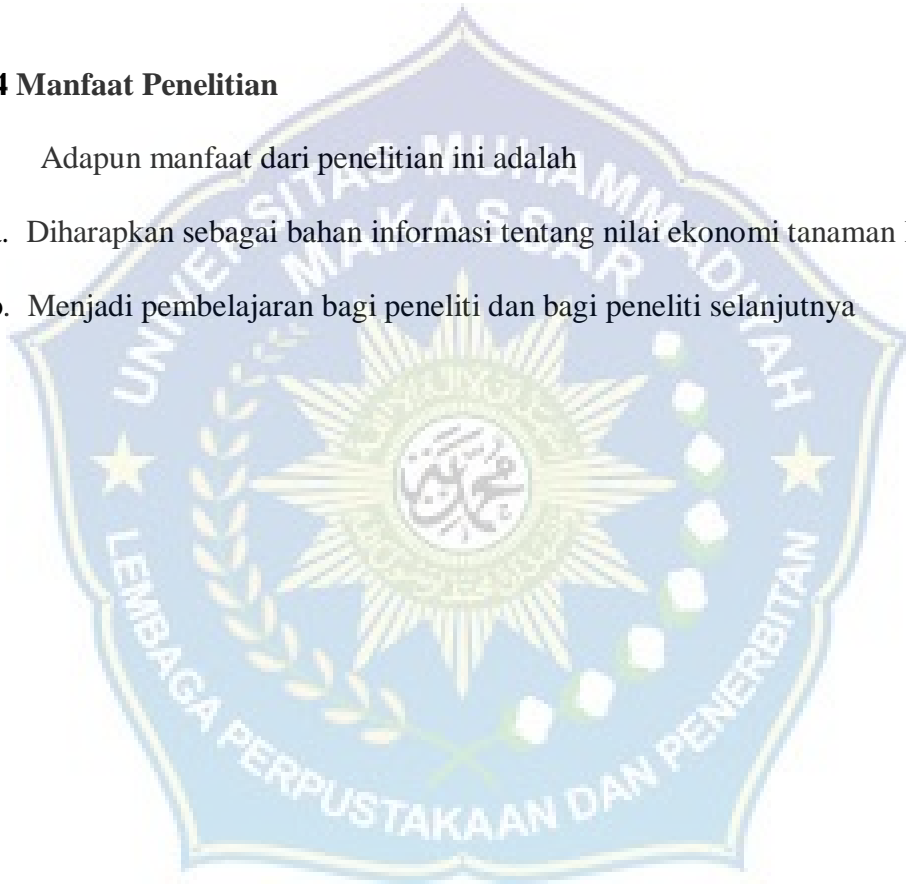 4 Manfaat Penelitian
Adapun manfaat dari penelitian ini adalah
. Diharapkan sebagai bahan informasi tentang nilai ekonomi tanaman
. Menjadi pembelajaran bagi peneliti dan bagi peneliti selanjutnya
UNIVERSITAS MUHAMMADIYAH
MAKASSAR
LEMBAGA PERPUSTAKAAN DAN PENERBITAN